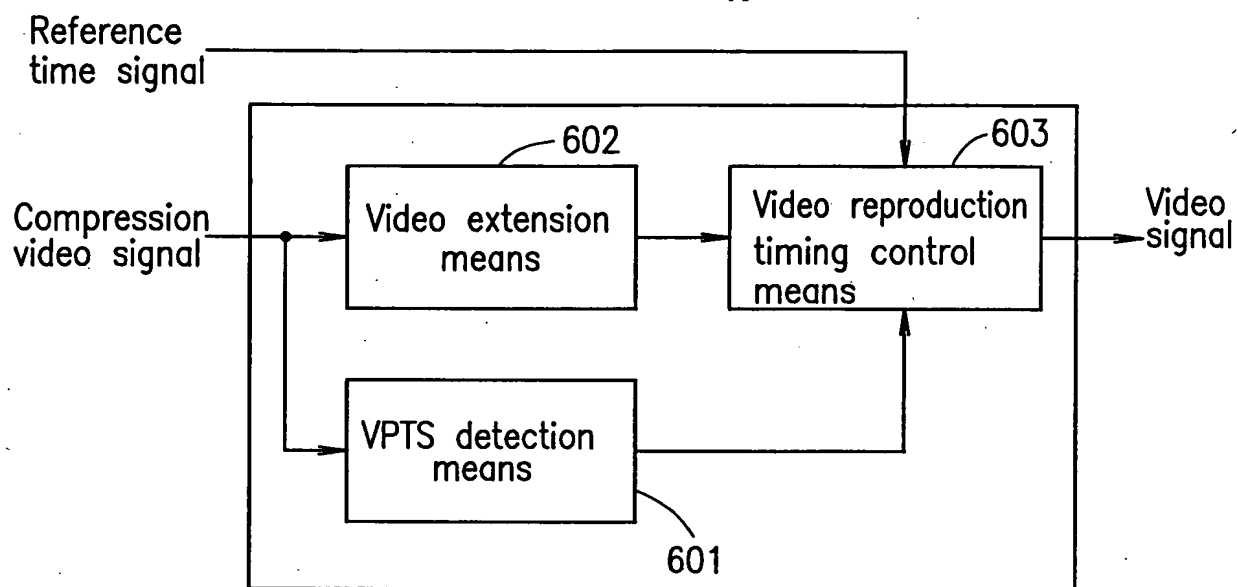 Reference
time signal
602
603
Compression
video signal
Video extension
means
Video reproduction
timing control
means
Video
signal
VPTS detection
means
601